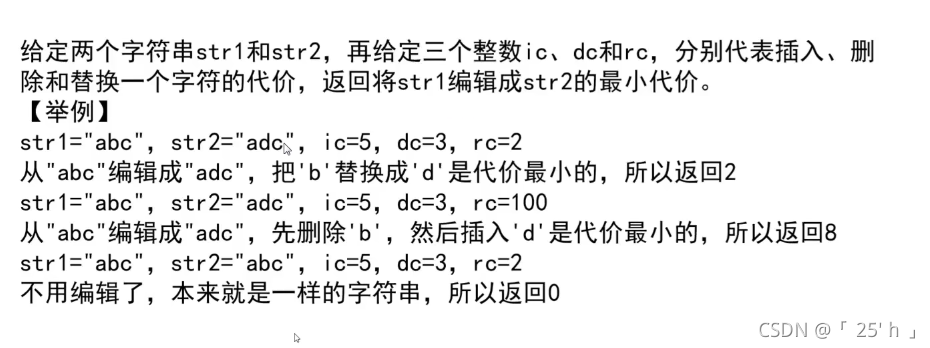 给定两个字符串str1和str2，再给定三个整数ic、dc和rc，分别代表插入、删
除和替换一个字符的代价，返回将str1编辑成str2的最小代价。
【举例】
str1="abc"，str2="adc"，ic=5，dc=3，rc=2
从"abc"编辑成"adc"，把'b'替换成'd'是代价最小的，所以返回2
str1="abc"，str2="adc"，ic=5，dc=3，rc=100
从"abc"编辑成"adc"，先删除'b'，然后插入'd'是代价最小的，所以返回8
str1="abc"，str2="abc"，ic=5，dc=3，rc=2
不用编辑了，本来就是一样的字符串，所以返回0
CSDN @「 25' h 」